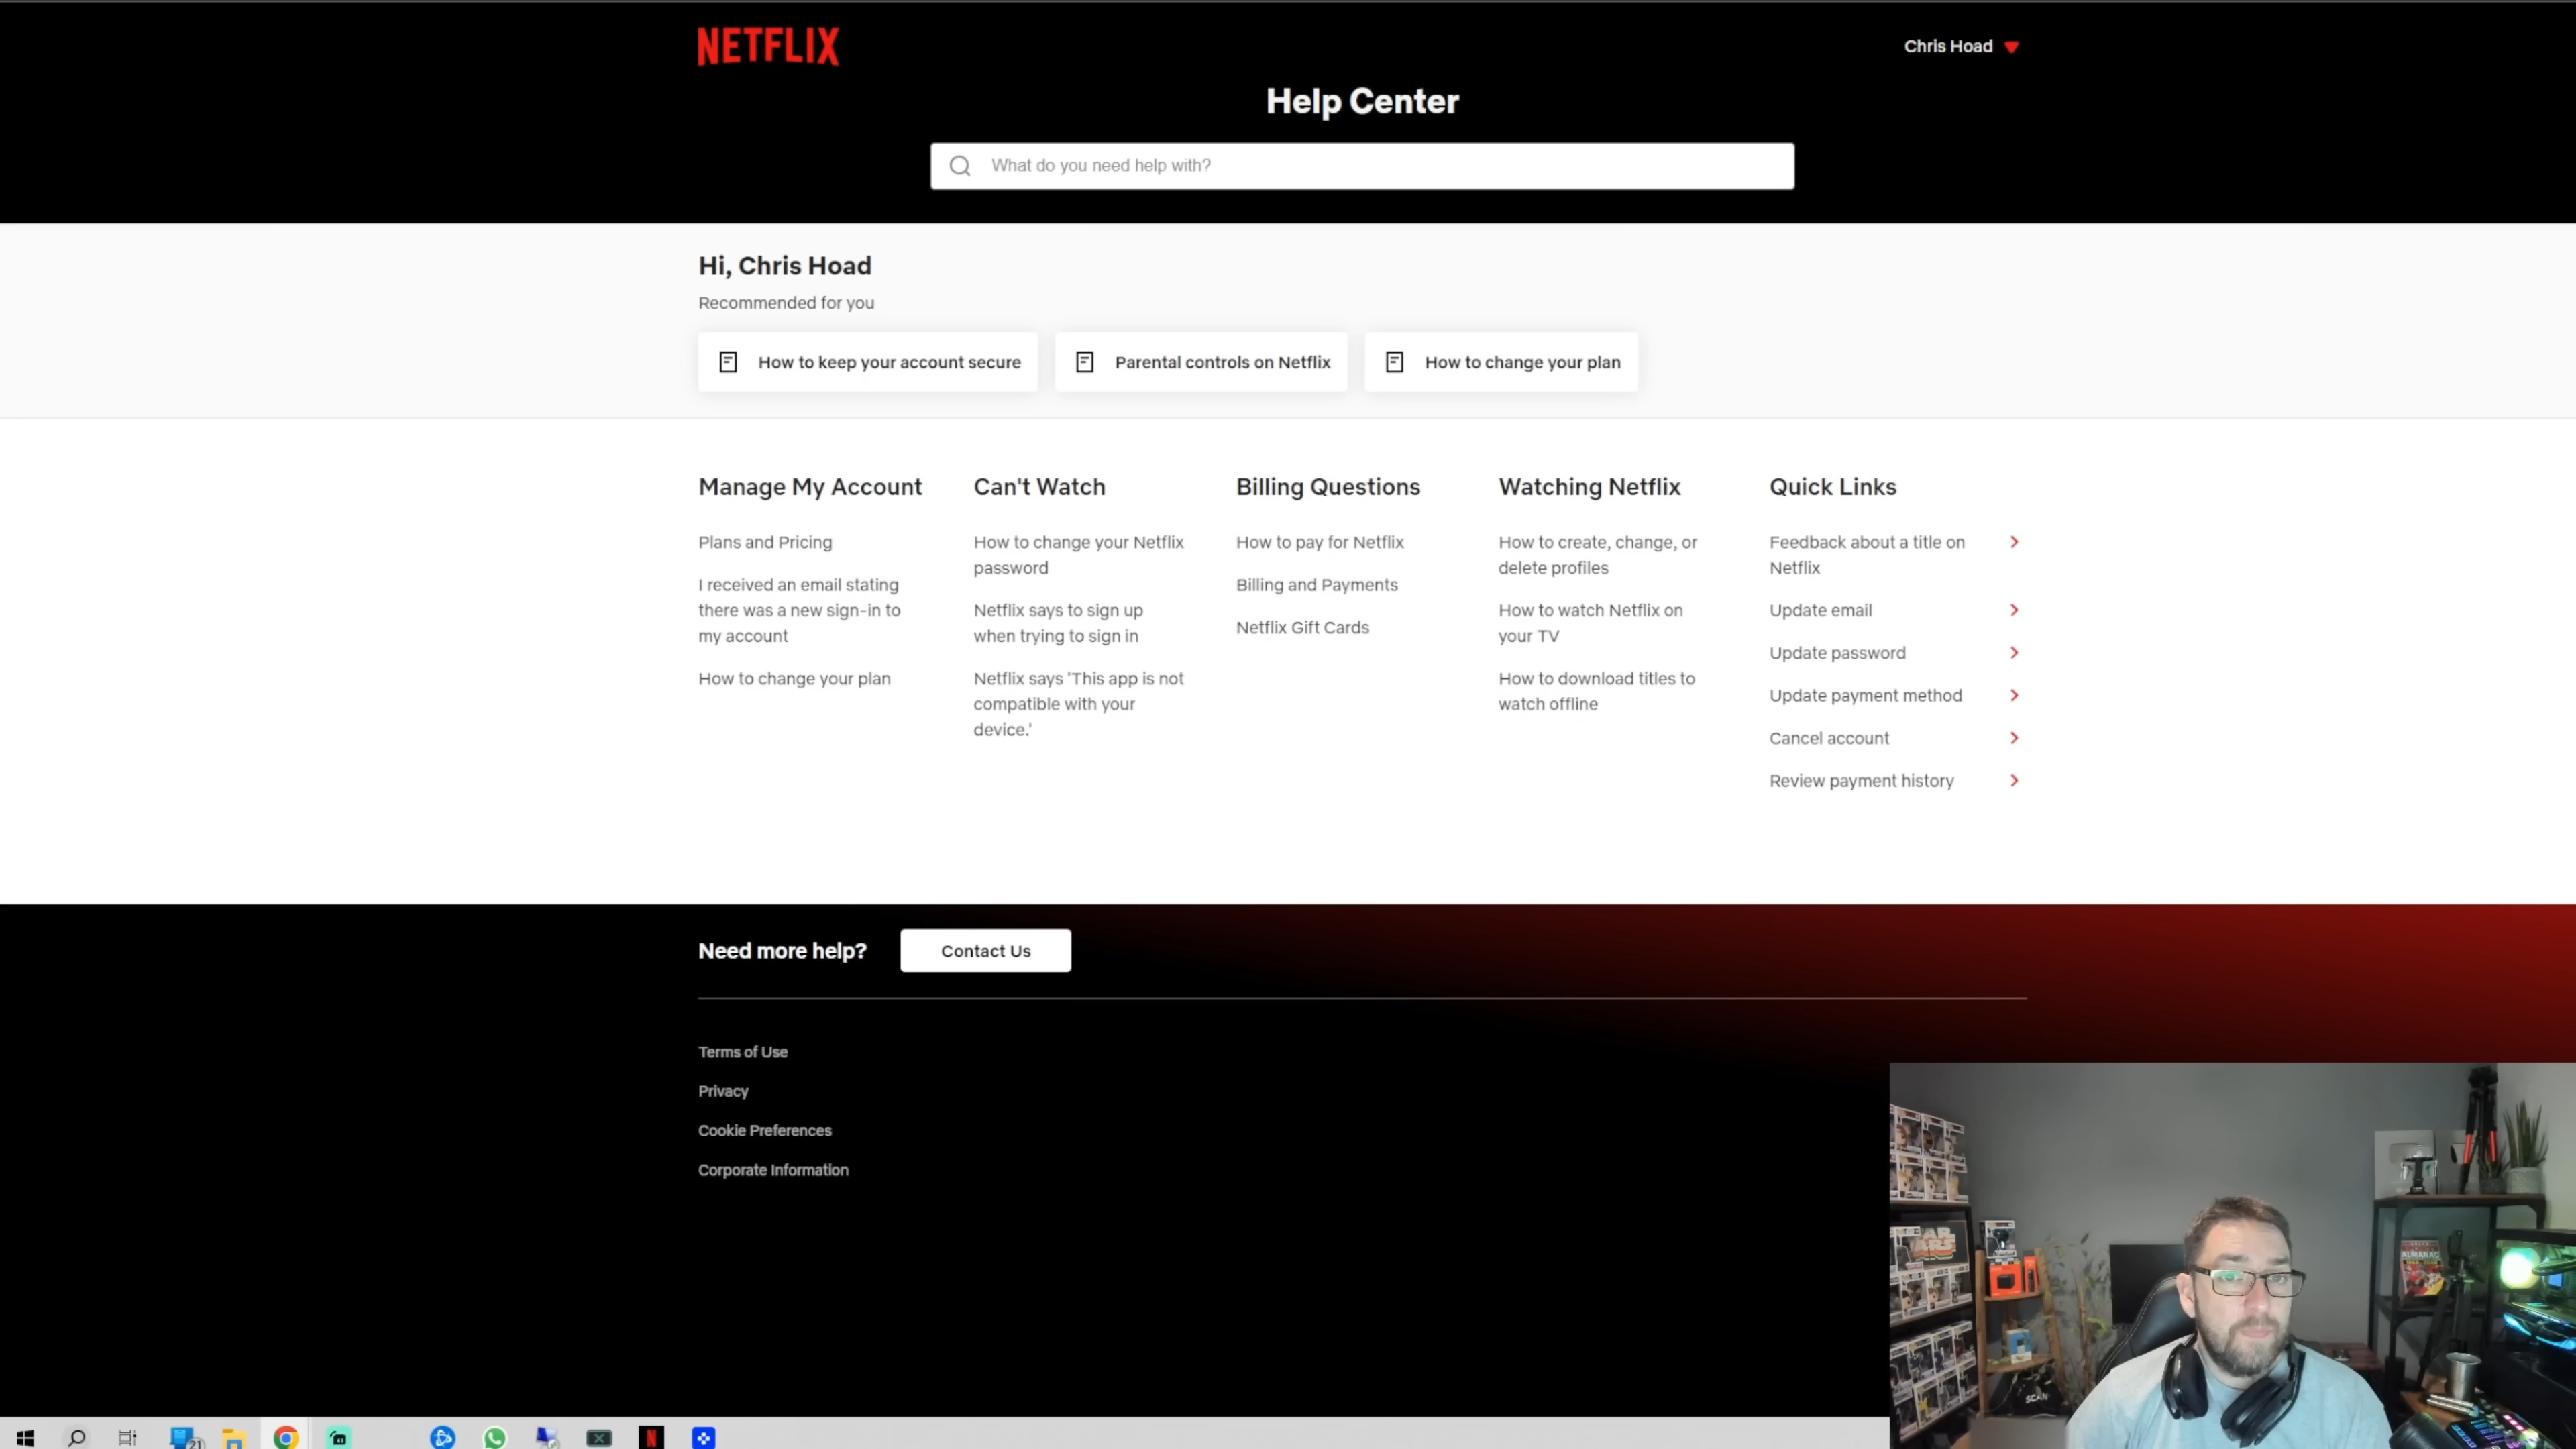 NETFLIX
Chris Hoad
Help Center
What do you need help with?
Hi, Chris Hoad
Recommended for you
How to keep your account secure
Parental controls on Netflix
How to change your plan
Manage My Account
Plans and Pricing
I received an email stating
there was a new sign-in to
my account
How to change your plan
Can't Watch
How to change your Netflix
password
Netflix says to sign up
when trying to sign in
Netflix says 'This app is not
compatible with your
device.'
Billing Questions
How to pay for Netflix
Billing and Payments
Netflix Gift Cards
Watching Netflix
How to create, change, or
delete profiles
How to watch Netflix on
your TV
How to download titles to
watch offline
Quick Links
Feedback about a title on
Netflix
Update email
Update password
Update payment method
Cancel account
Review payment history
Need more help?
Contact Us
Terms of Use
Privacy
Cookie Preferences
Corporate Information
ALMANAC
SCAN
21
N